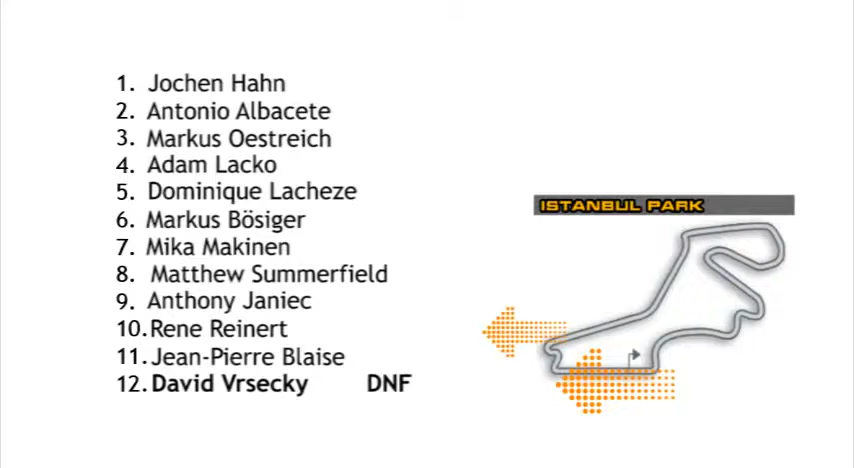 1. Jochen Hahn
2. Antonio Albacete
3. Markus Oestreich
4. Adam Lacko
5. Dominique Lacheze
6. Markus Bösiger
7. Mika Makinen
8. Matthew Summerfield
9. Anthony Janiec
10. Rene Reinert
11. Jean-Pierre Blaise
12. David Vrsecky DNF
ISTANBUL PARK